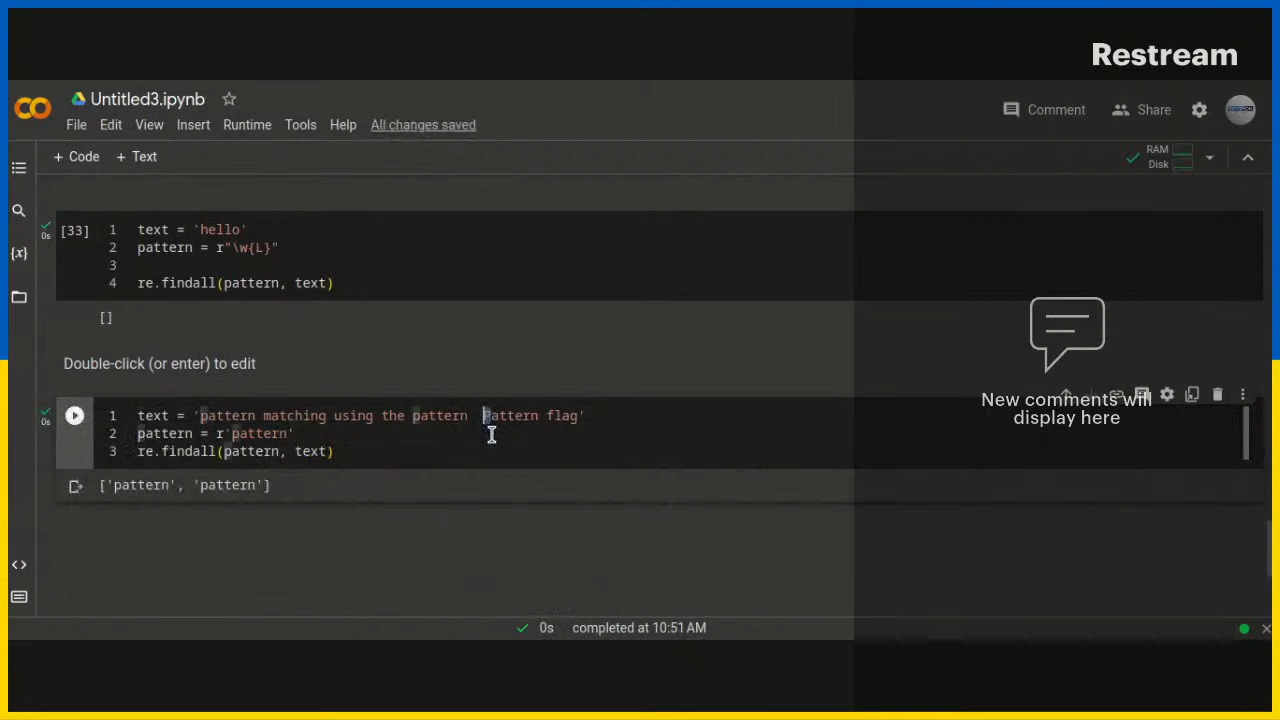 Restream
Untitled3.ipynb
File Edit View Insert Runtime Tools Help All changes saved
Comment Share
+ Code + Text
RAM
Disk
{x}
0s
[33]
1 text = 'hello'
2 pattern = r"\w{L}"
3
4 re.findall(pattern, text)
[]
Double-click (or enter) to edit
New comments will
display here
0s
1 text = 'pattern matching using the pattern Pattern flag'
2 pattern = r'pattern'
3 re.findall(pattern, text)
['pattern', 'pattern']
0s completed at 10:51 AM